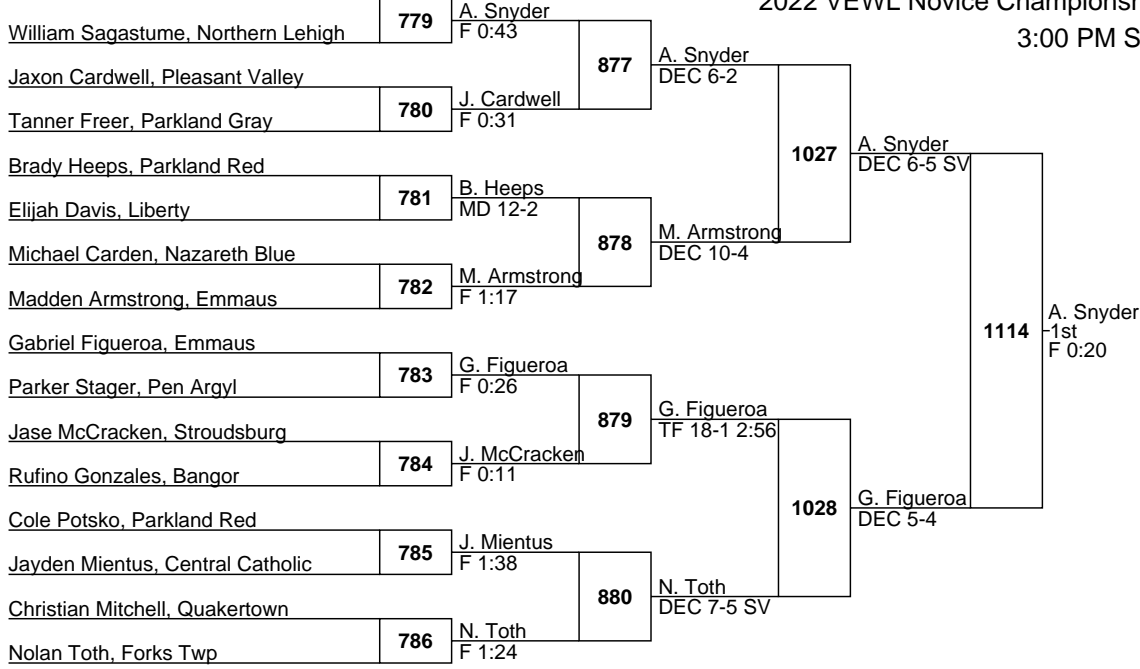 2022 VEWL Novice Championsh
3:00 PM S
William Sagastume, Northern Lehigh
779
A. Snyder
F 0:43
Jaxon Cardwell, Pleasant Valley
Tanner Freer, Parkland Gray
780
J. Cardwell
F 0:31
877
A. Snyder
DEC 6-2
Brady Heeps, Parkland Red
Elijah Davis, Liberty
781
B. Heeps
MD 12-2
Michael Carden, Nazareth Blue
Madden Armstrong, Emmaus
782
M. Armstrong
F 1:17
878
M. Armstrong
DEC 10-4
1027
A. Snyder
DEC 6-5 SV
Gabriel Figueroa, Emmaus
Parker Stager, Pen Argyl
783
G. Figueroa
F 0:26
Jase McCracken, Stroudsburg
Rufino Gonzales, Bangor
784
J. McCracken
F 0:11
879
G. Figueroa
TF 18-1 2:56
Cole Potsko, Parkland Red
Jayden Mientus, Central Catholic
785
J. Mientus
F 1:38
Christian Mitchell, Quakertown
Nolan Toth, Forks Twp
786
N. Toth
F 1:24
880
N. Toth
DEC 7-5 SV
1028
G. Figueroa
DEC 5-4
1114
A. Snyder
1st
F 0:20